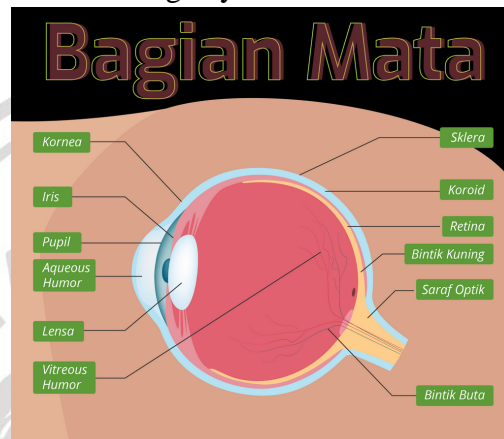 Bagian Mata
Kornea
Iris
Pupil
Aqueous
Humor
Lensa
Vitreous
Humor
Sklera
Koroid
Retina
Bintik Kuning
Saraf Optik
Bintik Buta